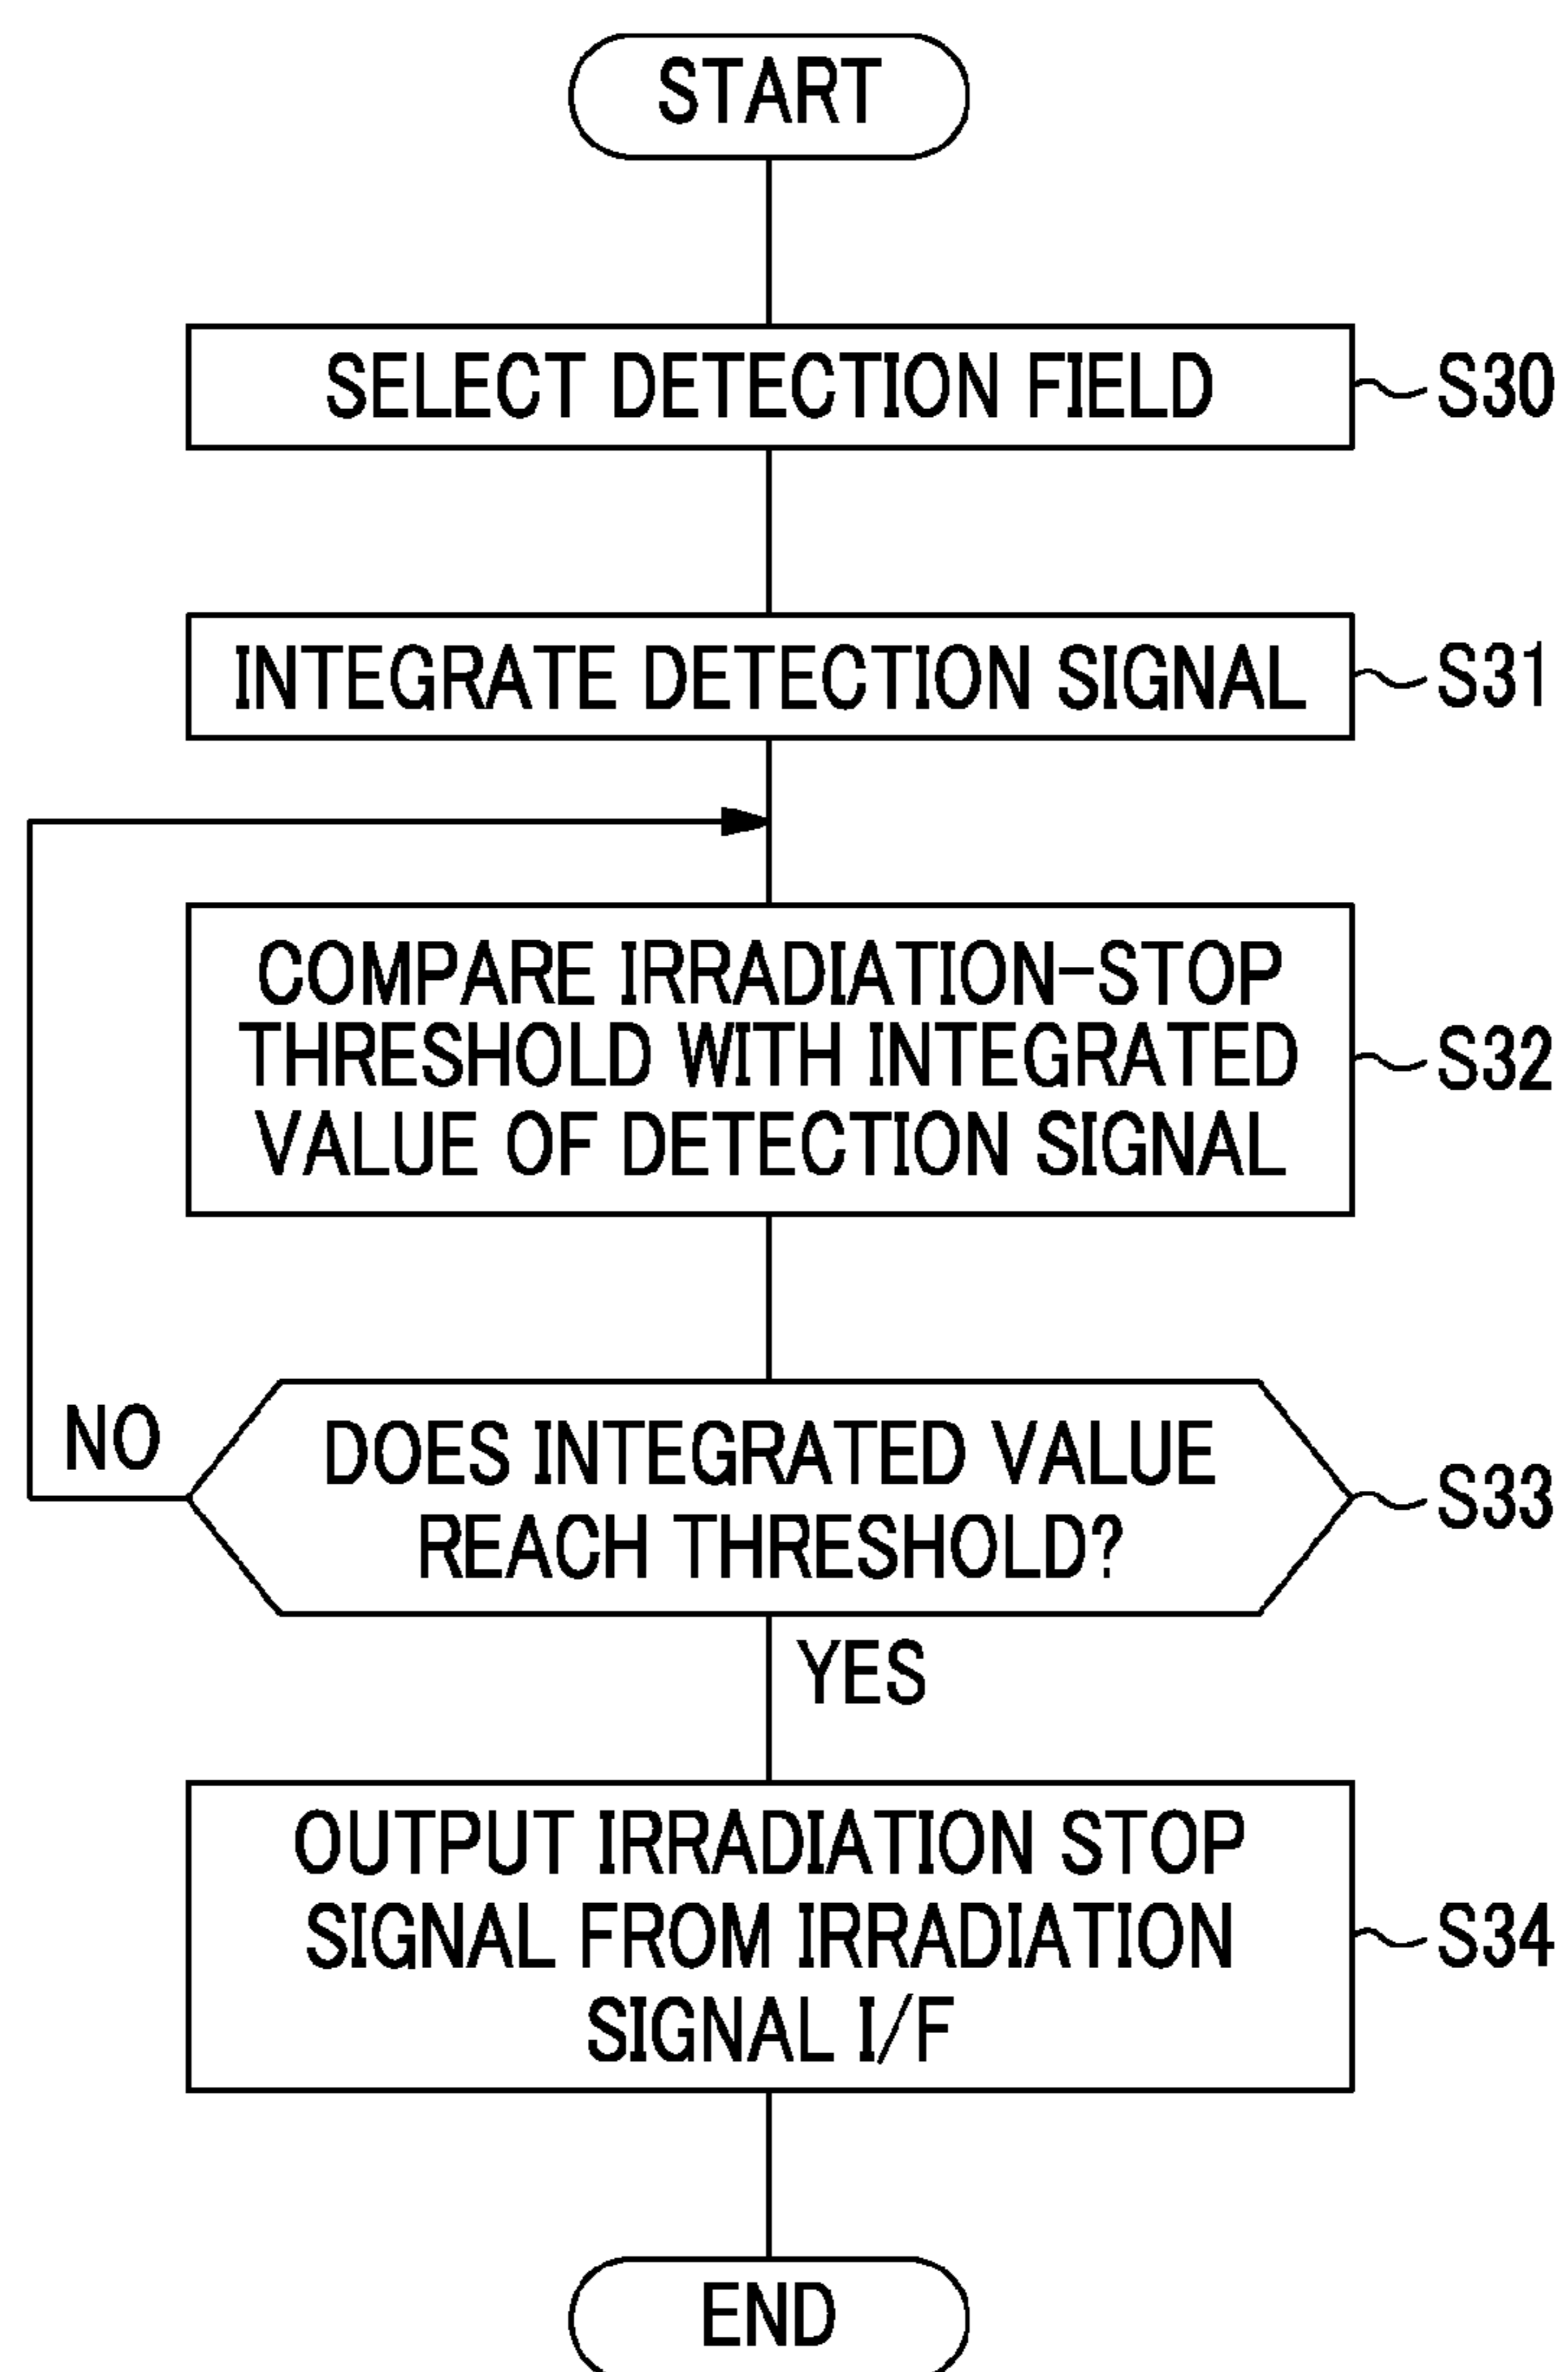 START
SELECT DETECTION FIELD
S30
INTEGRATE DETECTION SIGNAL
S31
COMPARE IRRADIATION-STOP
THRESHOLD WITH INTEGRATED
VALUE OF DETECTION SIGNAL
S32
NO
DOES INTEGRATED VALUE
REACH THRESHOLD?
S33
YES
OUTPUT IRRADIATION STOP
SIGNAL FROM IRRADIATION
SIGNAL I/F
S34
END